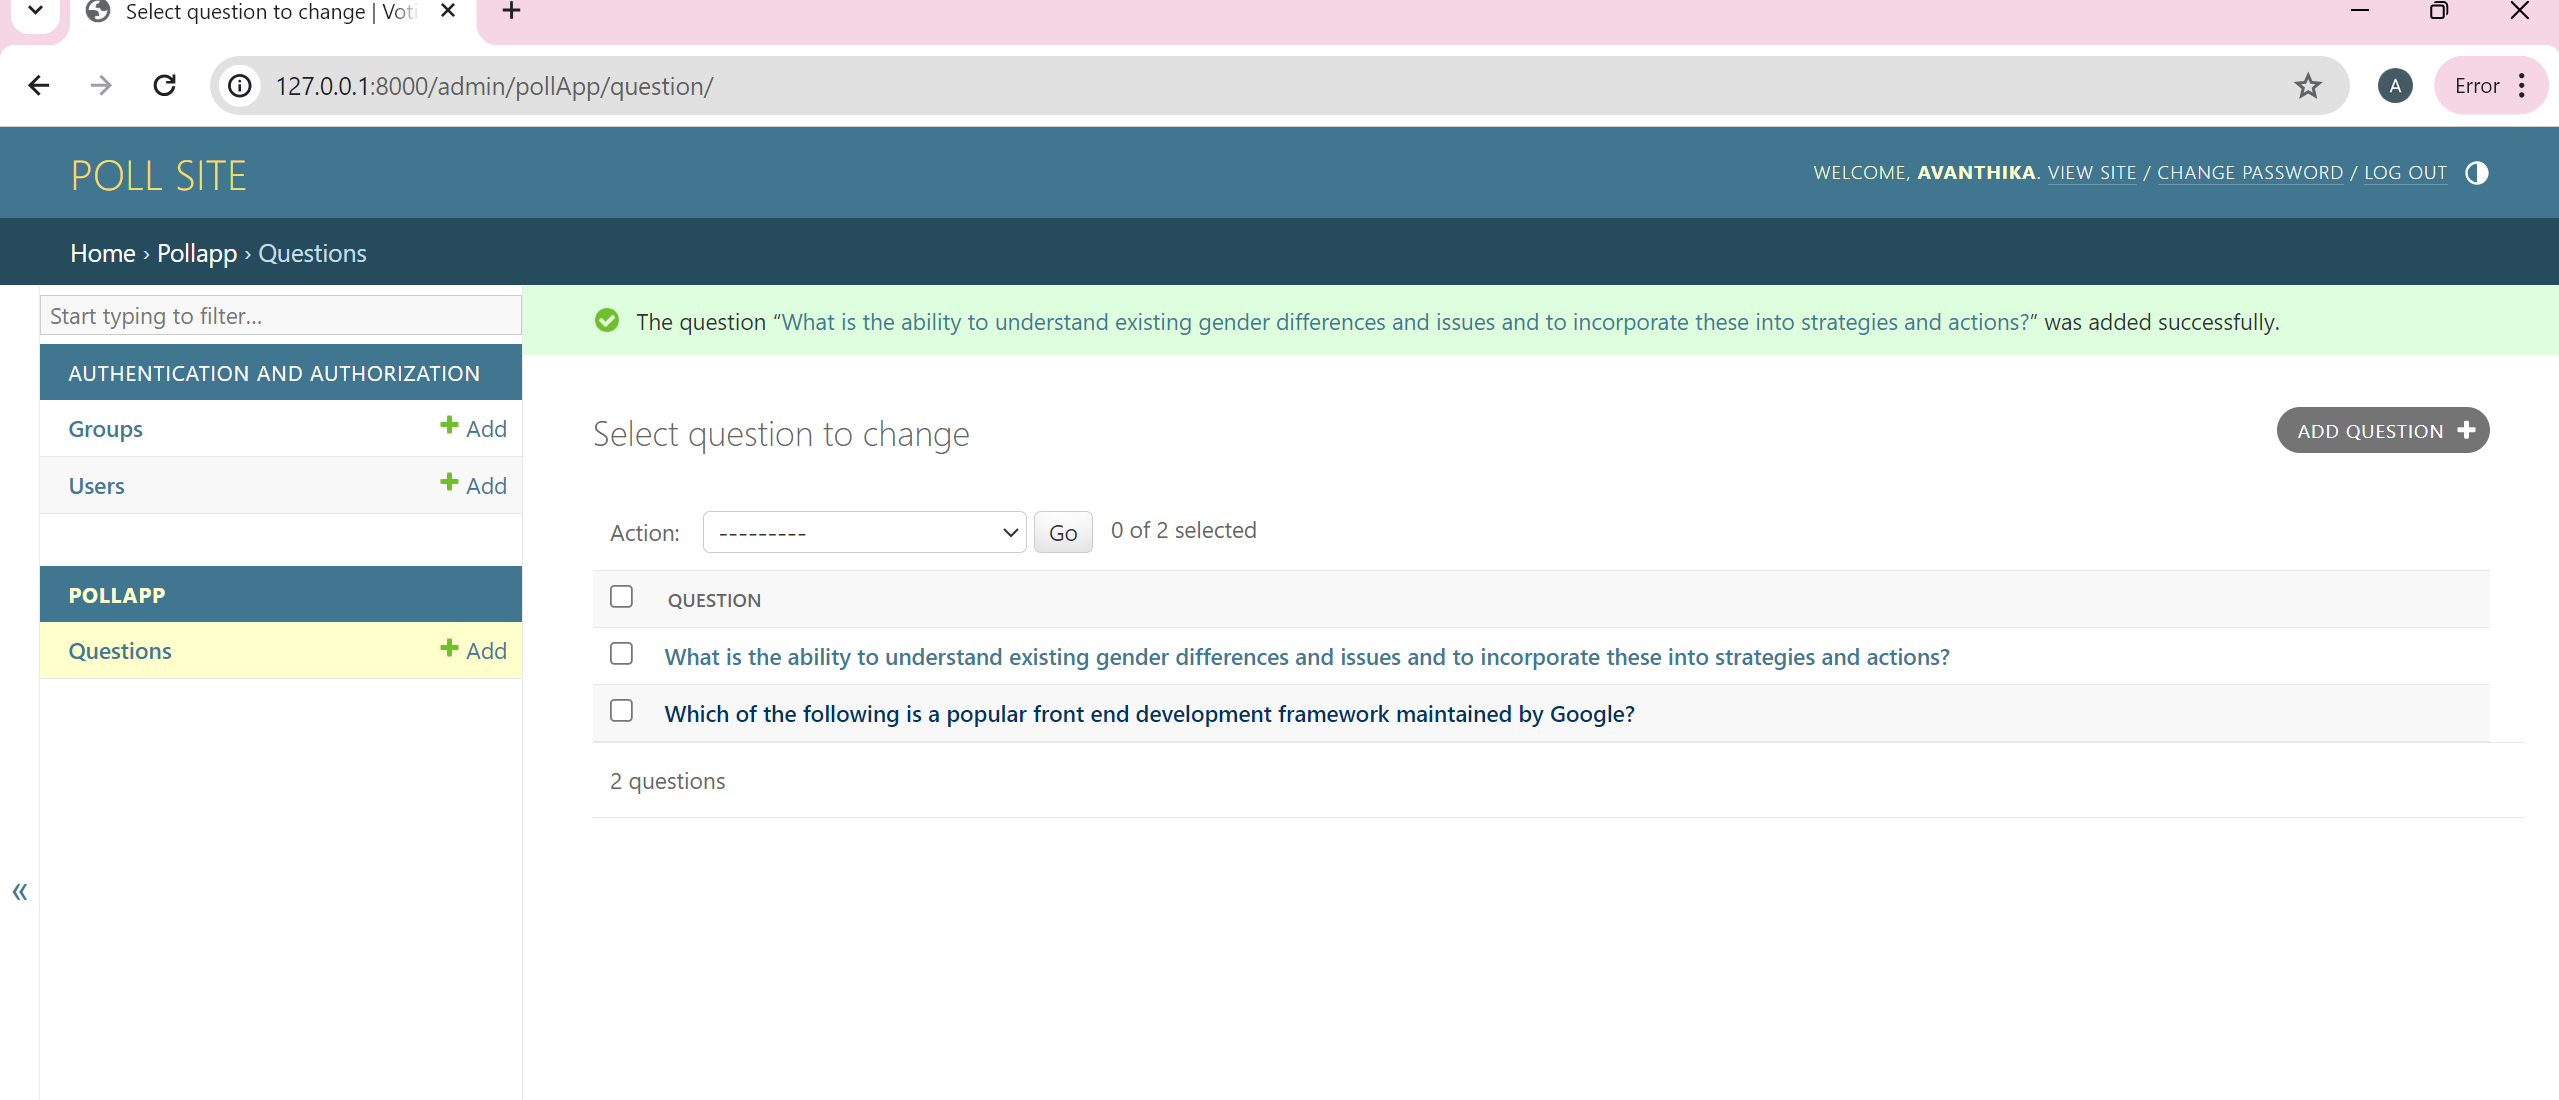 Select question to change | Voti
127.0.0.1:8000/admin/pollApp/question/
A
Error
POLL SITE
WELCOME, AVANTHIKA. VIEW SITE / CHANGE PASSWORD / LOG OUT
Home › Pollapp › Questions
Start typing to filter...
The question “What is the ability to understand existing gender differences and issues and to incorporate these into strategies and actions?” was added successfully.
AUTHENTICATION AND AUTHORIZATION
Groups + Add
Users + Add
POLLAPP
Questions + Add
«
Select question to change
ADD QUESTION +
Action: --------- Go 0 of 2 selected
QUESTION
What is the ability to understand existing gender differences and issues and to incorporate these into strategies and actions?
Which of the following is a popular front end development framework maintained by Google?
2 questions